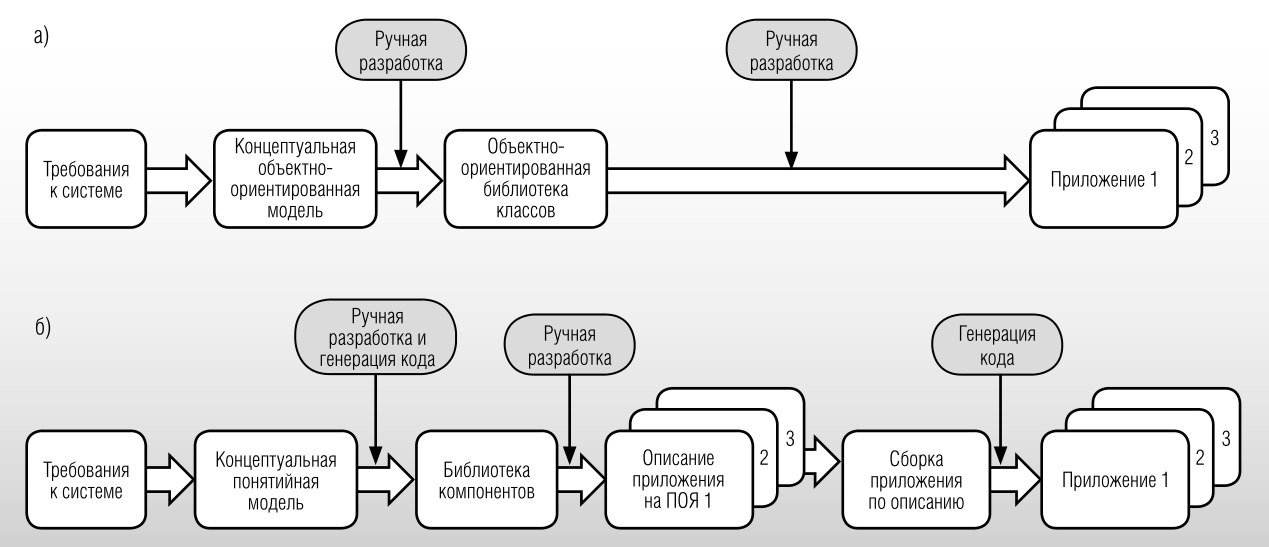 а)
Ручная
разработка
Ручная
разработка
Требования
к системе
Концептуальная
объектно-
ориентированная
модель
Объектно-
ориентированная
библиотека
классов
Приложение 1
2
3
б)
Ручная
разработка и
генерация кода
Ручная
разработка
Генерация
кода
Требования
к системе
Концептуальная
понятийная
модель
Библиотека
компонентов
Описание
приложения
на ПОЯ 1
2
3
Сборка
приложения
по описанию
Приложение 1
2
3